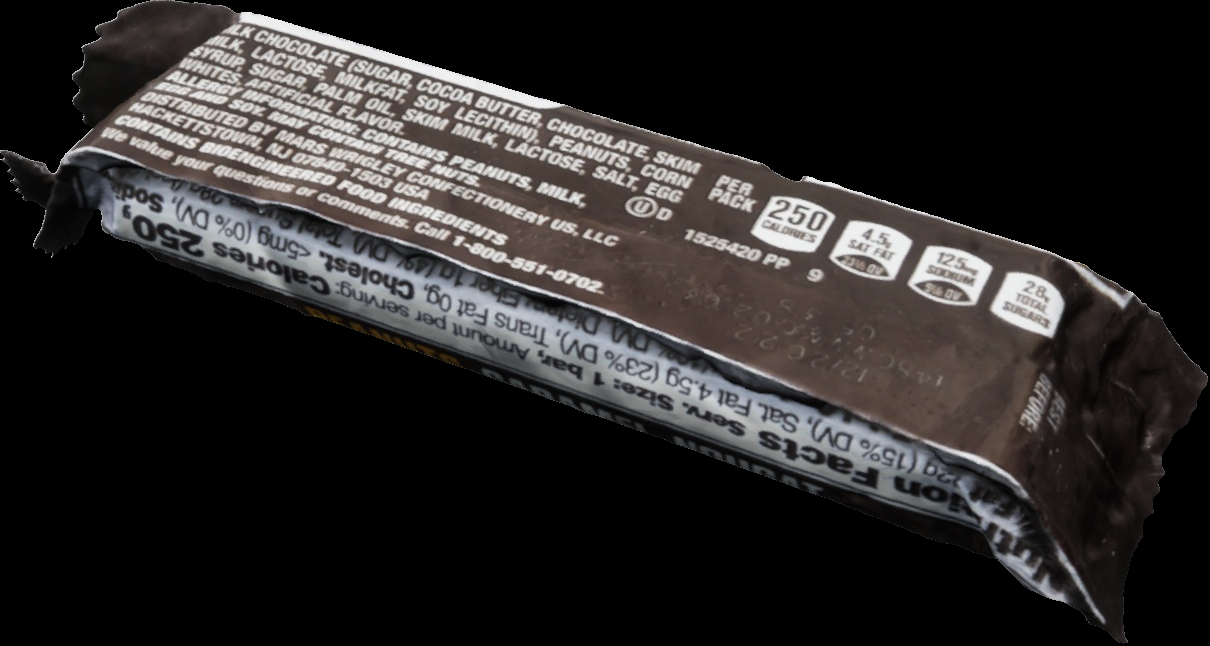 MILK CHOCOLATE (SUGAR, COCOA BUTTER, CHOCOLATE, SKIM
MILK, LACTOSE, MILKFAT, SOY LECITHIN), PEANUTS, CORN
SYRUP, SUGAR, PALM OIL, SKIM MILK, LACTOSE, SALT, EGG
WHITES, ARTIFICIAL FLAVOR.
ALLERGY INFORMATION: CONTAINS PEANUTS, MILK,
EGG AND SOY. MAY CONTAIN TREE NUTS.
DISTRIBUTED BY MARS WRIGLEY CONFECTIONERY US, LLC
HACKETTSTOWN, NJ 07840-1503 USA
CONTAINS BIOENGINEERED FOOD INGREDIENTS
We value your questions or comments. Call 1-800-551-0702.
U D
1525420 PP 9
PER
PACK
250
CALORIES
4.5g
SAT FAT
23% DV
125mg
SODIUM
5% DV
28g
TOTAL
SUGARS
BEST
BEFORE:
Nutrition Facts Serv. Size: 1 bar, Amount per serving: Calories 250,
Fat 12g (15% DV), Sat. Fat 4.5g (23% DV), Trans Fat 0g, Cholest. <5mg (0% DV),
DV), Dietary Fiber 1g (4% DV),